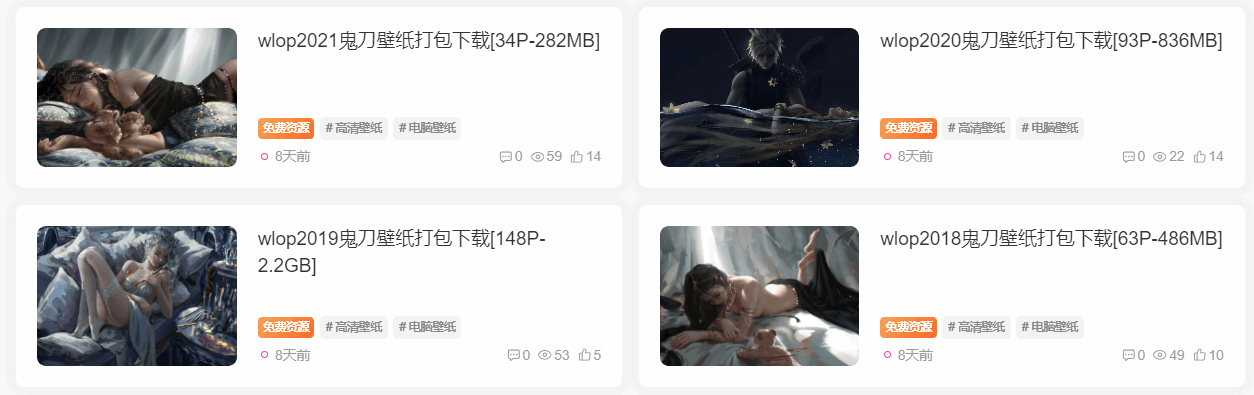 wlop2021鬼刀壁纸打包下载[34P-282MB]
免费资源 # 高清壁纸 # 电脑壁纸
8天前 0 59 14
wlop2020鬼刀壁纸打包下载[93P-836MB]
免费资源 # 高清壁纸 # 电脑壁纸
8天前 0 22 14
wlop2019鬼刀壁纸打包下载[148P-
2.2GB]
免费资源 # 高清壁纸 # 电脑壁纸
8天前 0 53 5
wlop2018鬼刀壁纸打包下载[63P-486MB]
免费资源 # 高清壁纸 # 电脑壁纸
8天前 0 49 10